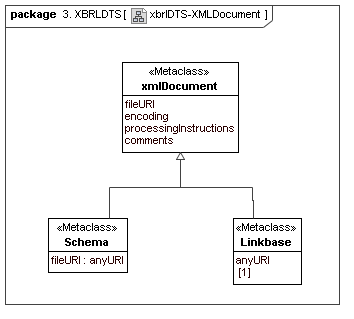 package 3. XBRLDTS [ xbrlDTS-XMLDocument ]
«Metaclass»
xmlDocument
fileURI
encoding
processingInstructions
comments
«Metaclass»
Schema
fileURI : anyURI
«Metaclass»
Linkbase
anyURI
[1]